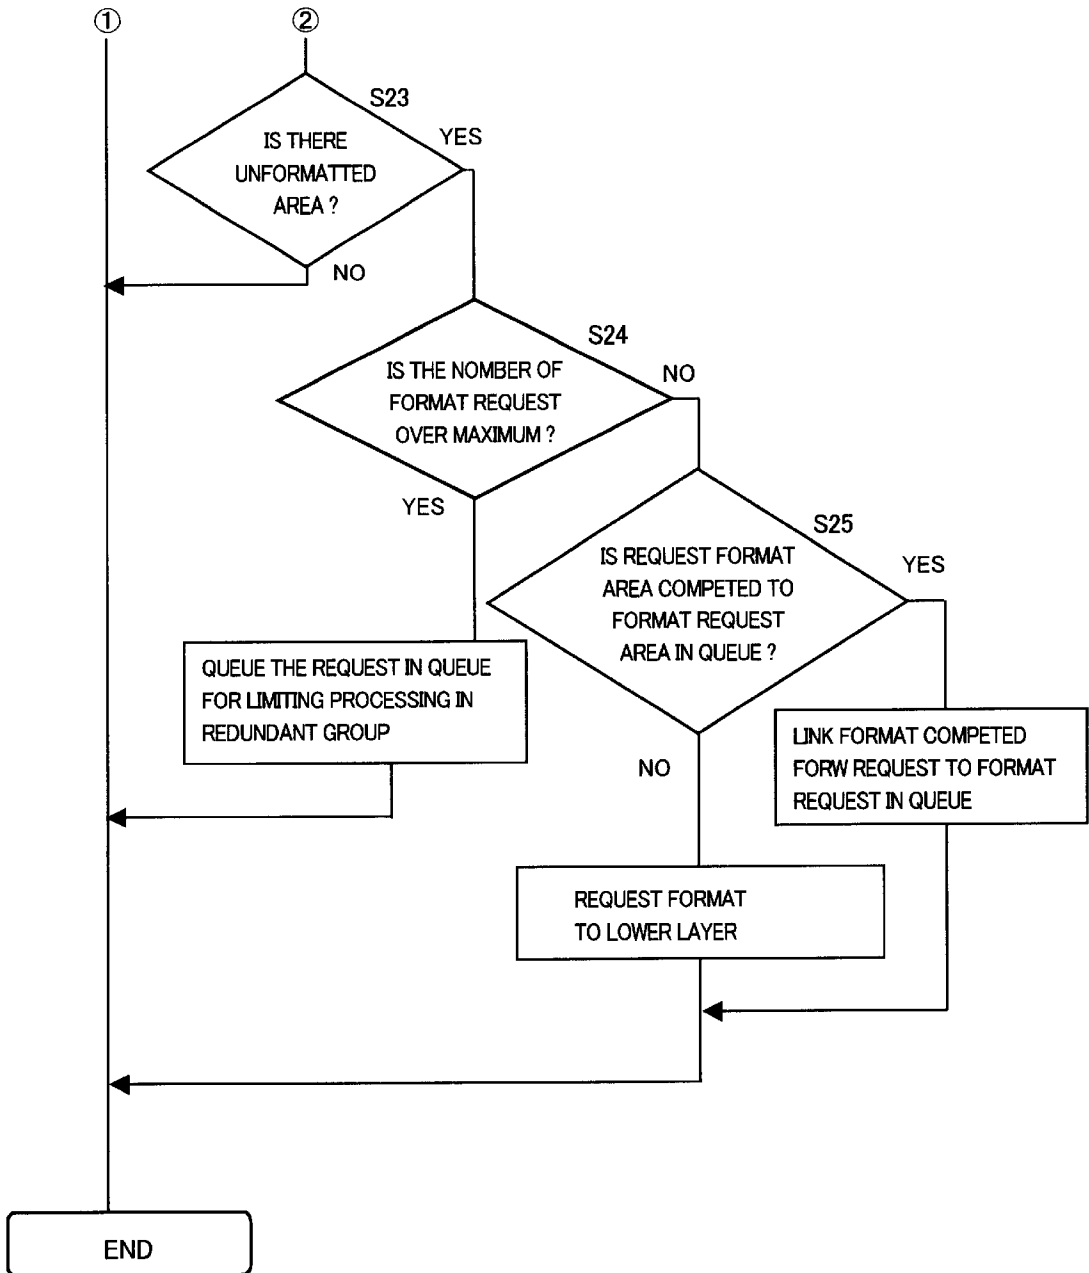 ① ②
S23
IS THERE
UNFORMATTED
AREA ?
YES
NO
S24
IS THE NOMBER OF
FORMAT REQUEST
OVER MAXIMUM ?
NO
YES
S25
IS REQUEST FORMAT
AREA COMPETED TO
FORMAT REQUEST
AREA IN QUEUE ?
YES
NO
QUEUE THE REQUEST IN QUEUE
FOR LIMITING PROCESSING IN
REDUNDANT GROUP
LINK FORMAT COMPETED
FORW REQUEST TO FORMAT
REQUEST IN QUEUE
REQUEST FORMAT
TO LOWER LAYER
END